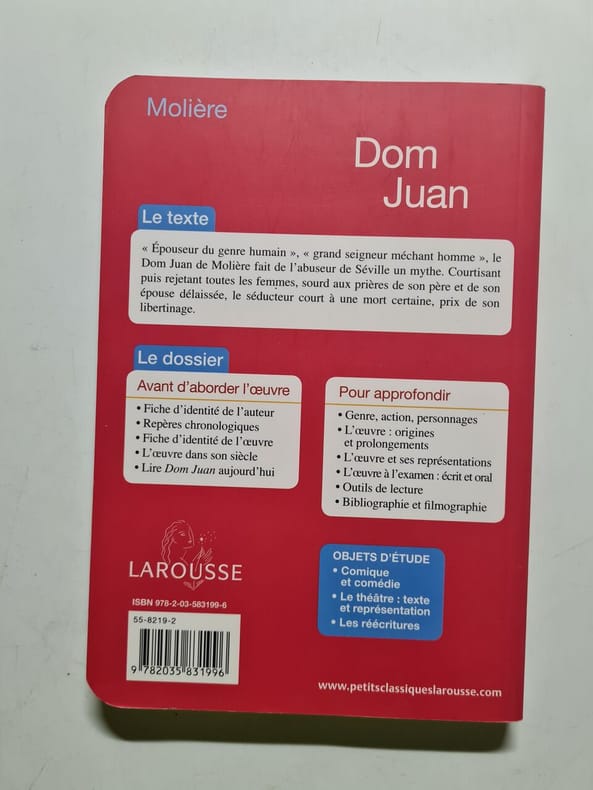 Molière
Dom
Juan
Le texte
« Épouseur du genre humain », « grand seigneur méchant homme », le
Dom Juan de Molière fait de l'abuseur de Séville un mythe. Courtisant
puis rejetant toutes les femmes, sourd aux prières de son père et de son
épouse délaissée, le séducteur court à une mort certaine, prix de son
libertinage.
Le dossier
Avant d'aborder l'œuvre
• Fiche d'identité de l'auteur
• Repères chronologiques
• Fiche d'identité de l'œuvre
• L'œuvre dans son siècle
• Lire Dom Juan aujourd'hui
Pour approfondir
• Genre, action, personnages
• L'œuvre : origines
et prolongements
• L'œuvre et ses représentations
• L'œuvre à l'examen : écrit et oral
• Outils de lecture
• Bibliographie et filmographie
OBJETS D'ÉTUDE
• Comique
et comédie
• Le théâtre : texte
et représentation
• Les réécritures
LAROUSSE
ISBN 978-2-03-583199-6
55-8219-2
9 782035 831996
www.petitsclassiqueslarousse.com